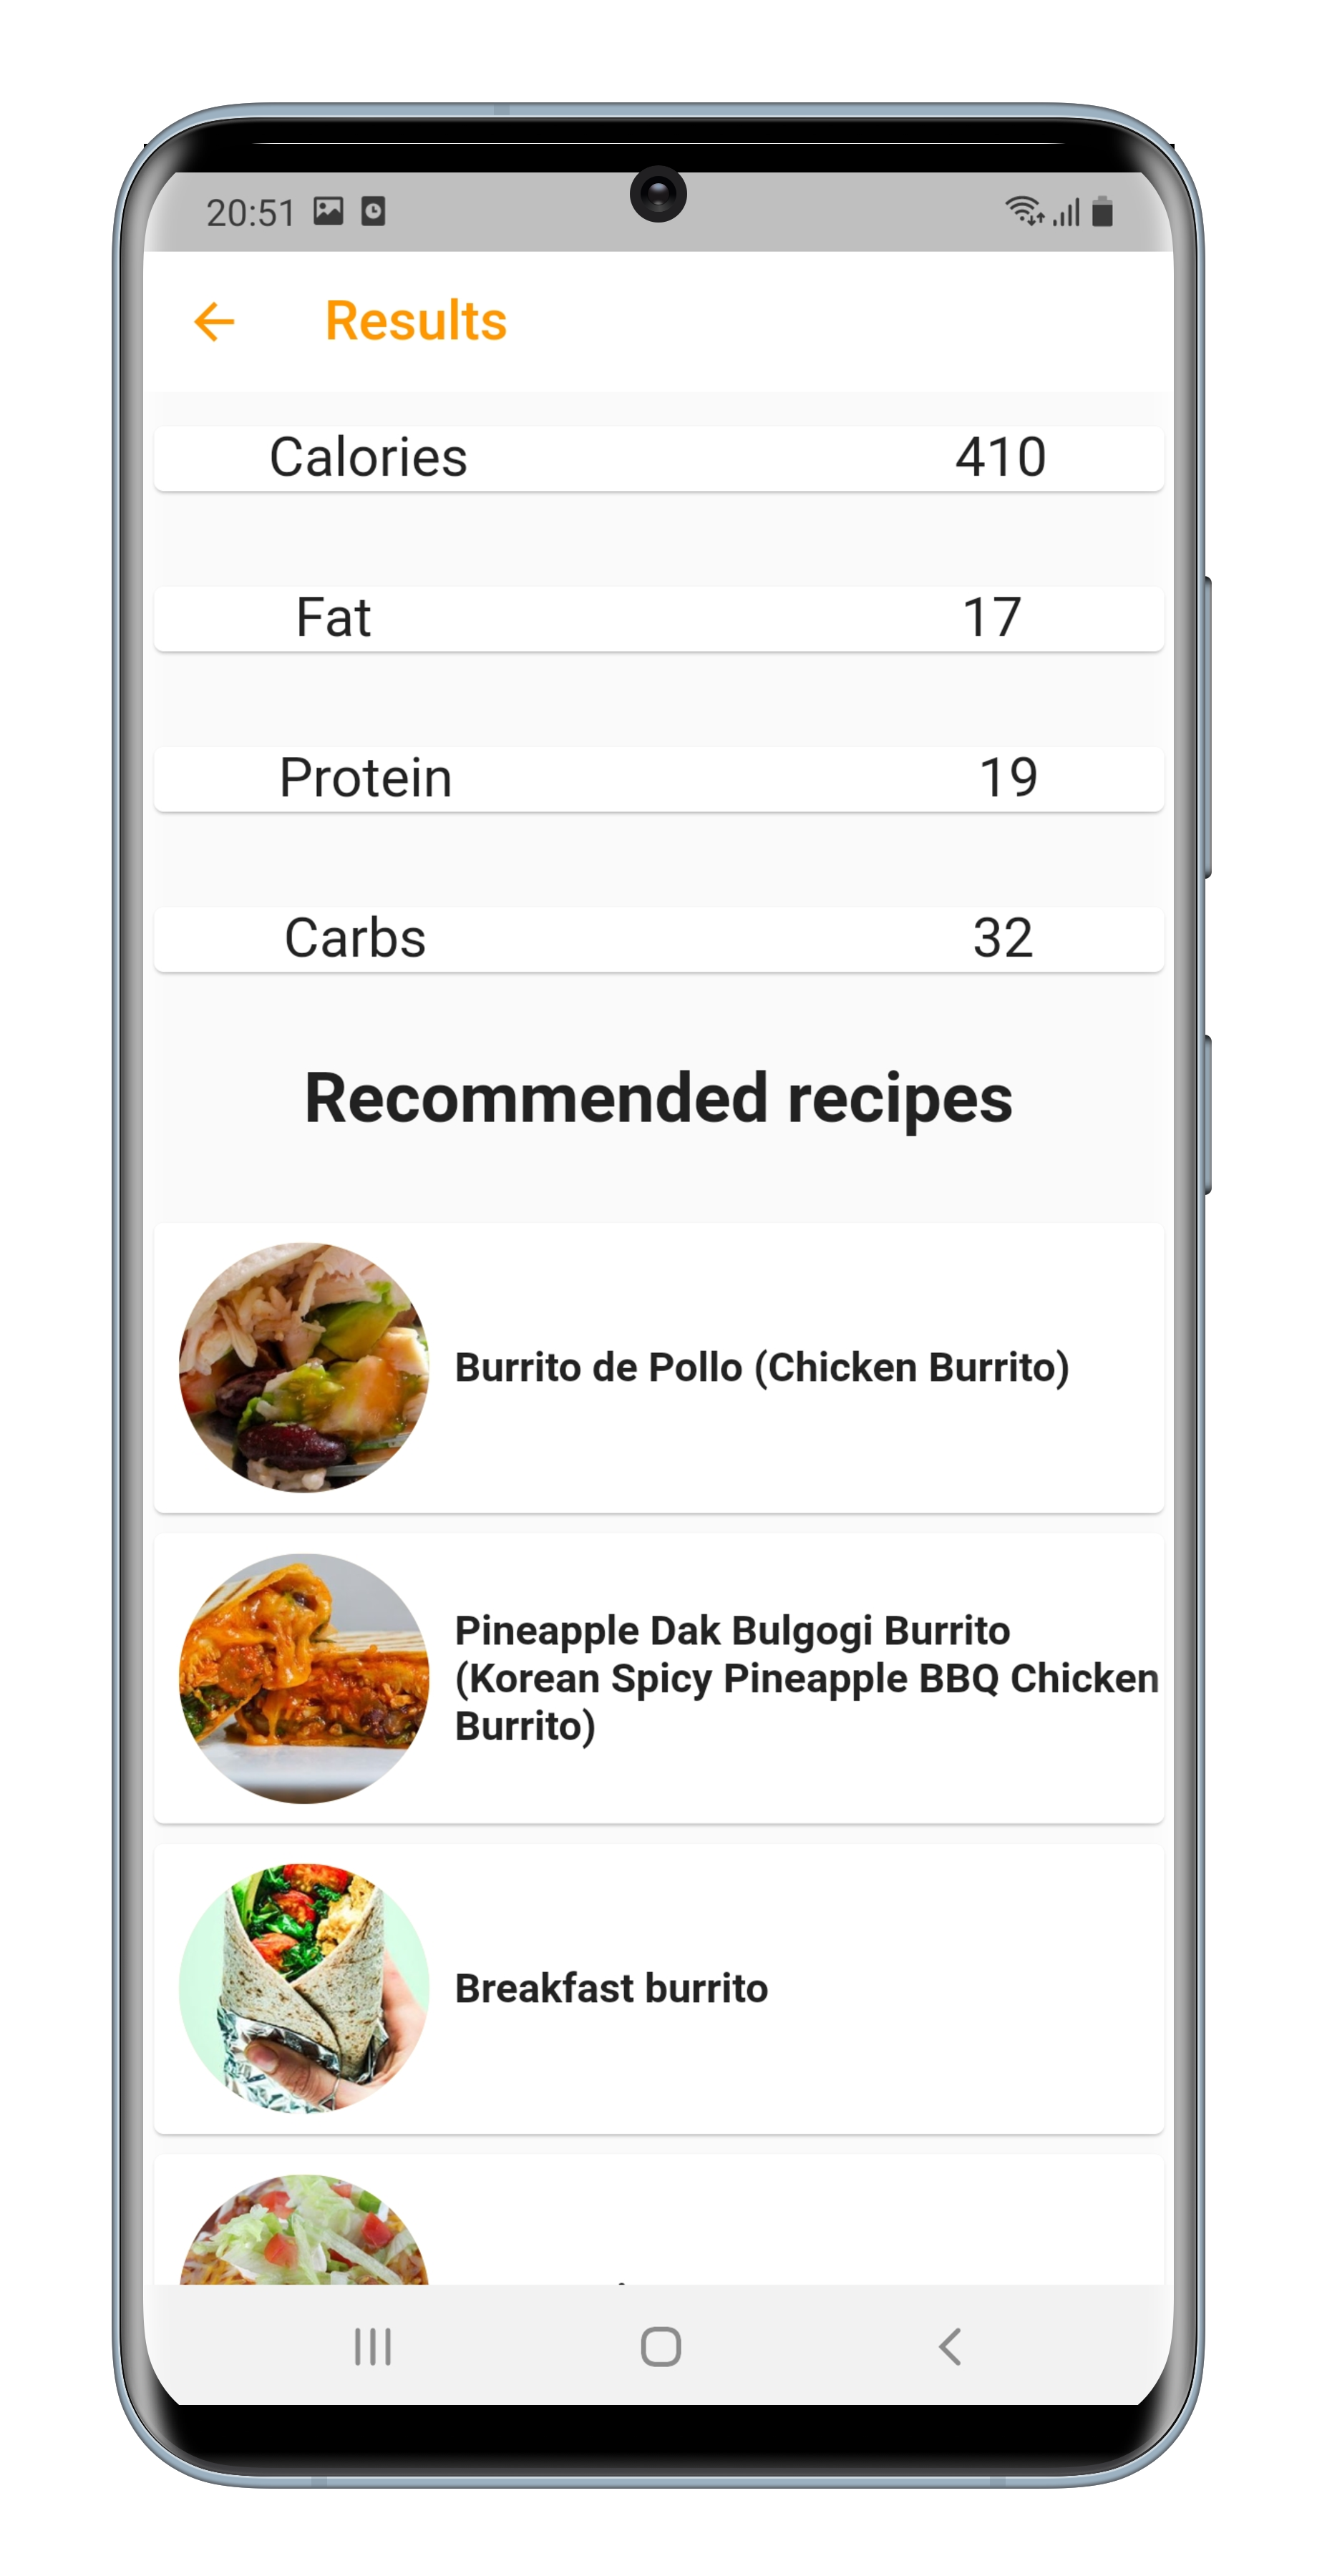 20:51
Results
Calories 410
Fat 17
Protein 19
Carbs 32
Recommended recipes
Burrito de Pollo (Chicken Burrito)
Pineapple Dak Bulgogi Burrito
(Korean Spicy Pineapple BBQ Chicken
Burrito)
Breakfast burrito